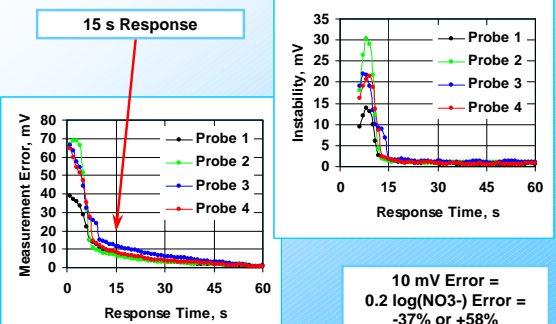 15 s Response
Measurement Error, mV
80
70
60
50
40
30
20
10
0
Probe 1
Probe 2
Probe 3
Probe 4
0 15 30 45 60
Response Time, s
Instability, mV
35
30
25
20
15
10
5
0
Probe 1
Probe 2
Probe 3
Probe 4
0 15 30 45 60
Response Time, s
10 mV Error =
0.2 log(NO3-) Error =
-37% or +58%